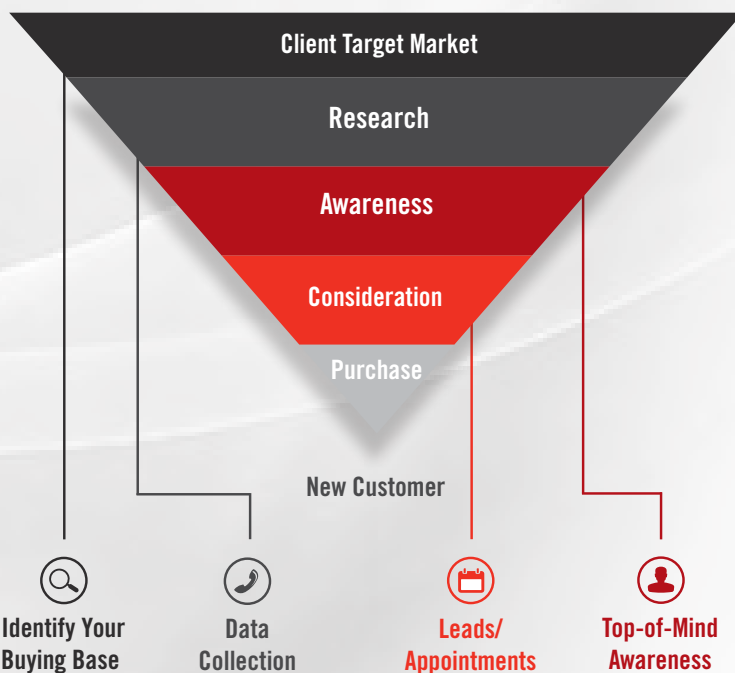 Client Target Market
Research
Awareness
Consideration
Purchase
New Customer
Identify Your
Buying Base
Data
Collection
Leads/
Appointments
Top-of-Mind
Awareness